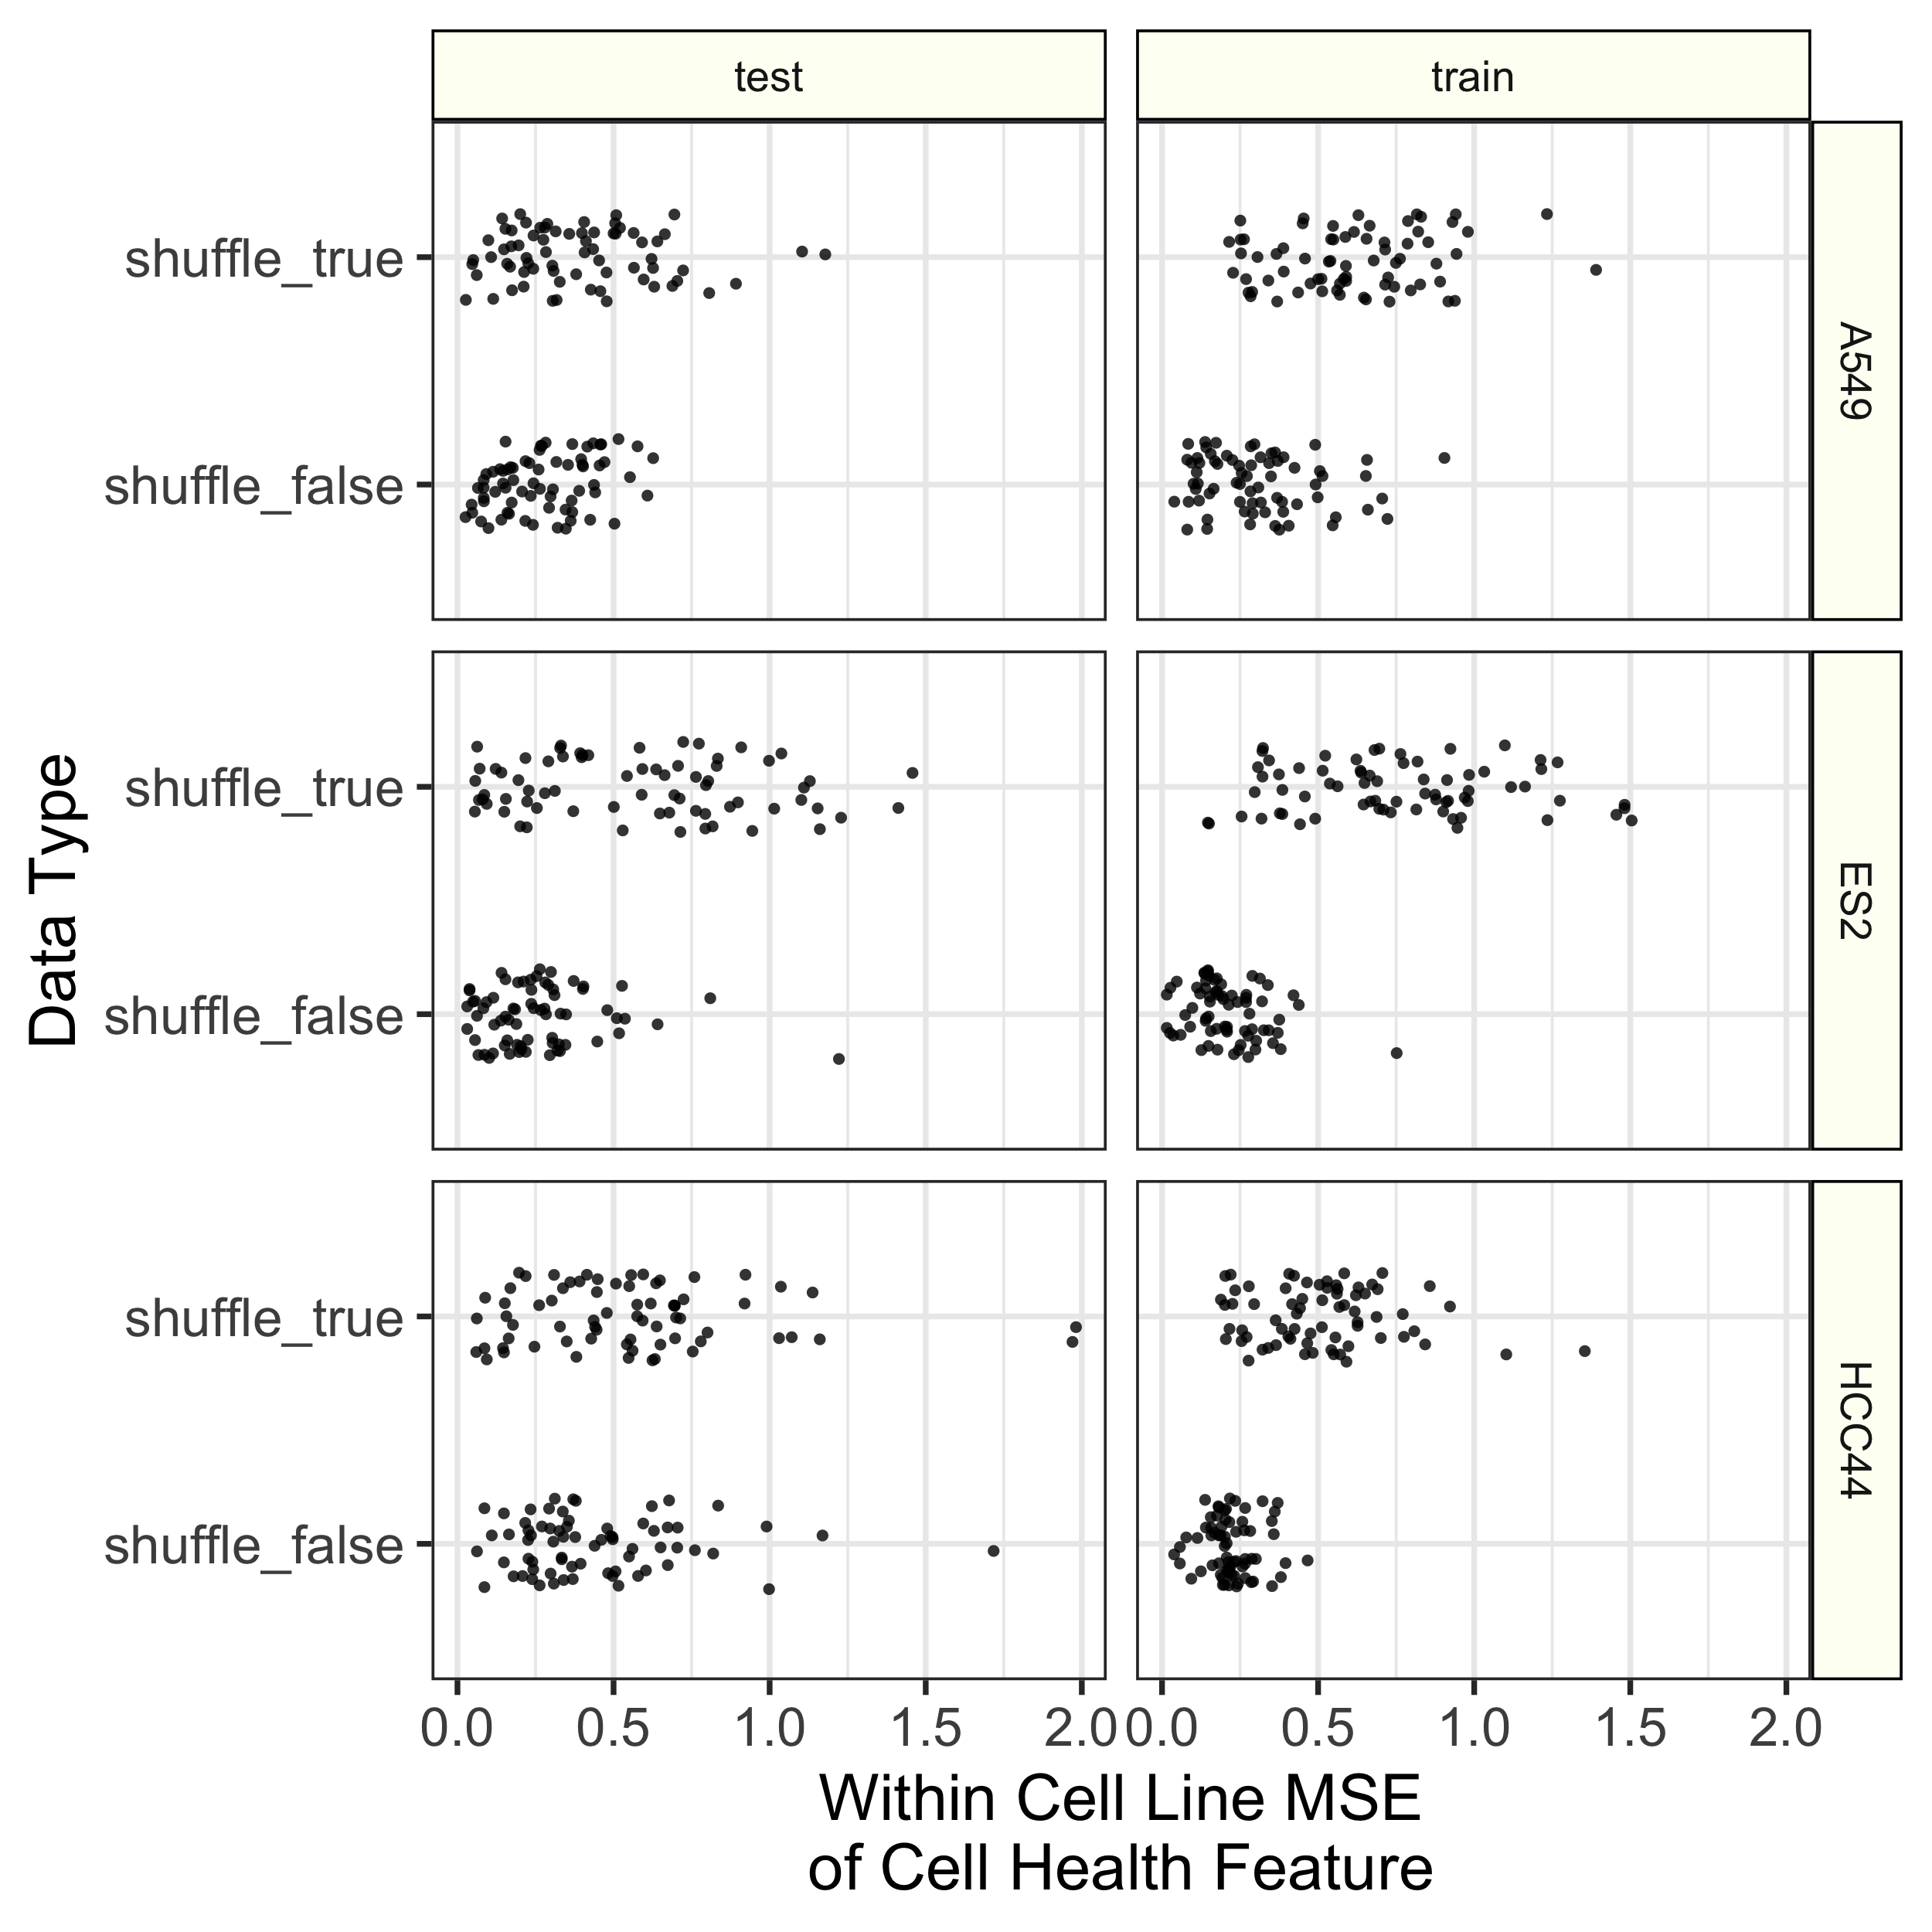 test
train
shuffle_true
shuffle_false
A549
shuffle_true
shuffle_false
ES2
shuffle_true
shuffle_false
HCC44
Data Type
0.0 0.5 1.0 1.5 2.0 0.0 0.5 1.0 1.5 2.0
Within Cell Line MSE
of Cell Health Feature